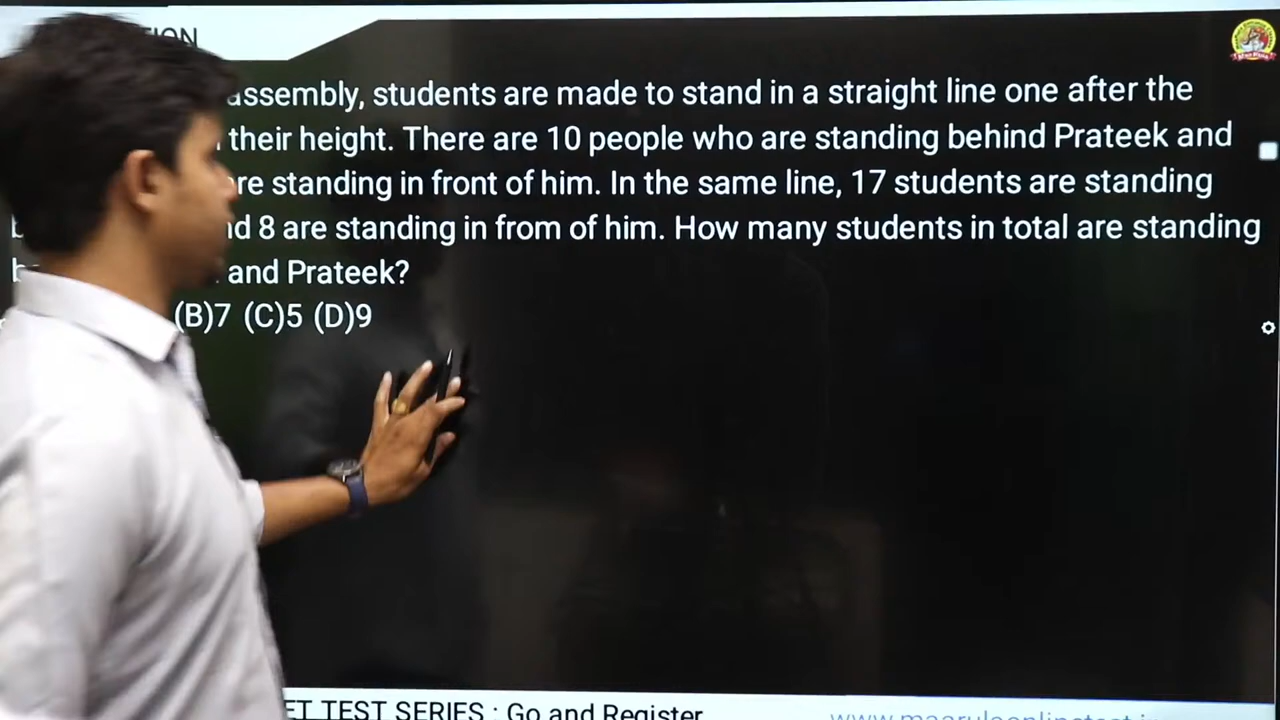 assembly, students are made to stand in a straight line one after the
their height. There are 10 people who are standing behind Prateek and
are standing in front of him. In the same line, 17 students are standing
8 are standing in from of him. How many students in total are standing
and Prateek?
(B)7 (C)5 (D)9
TEST SERIES : Go and Register